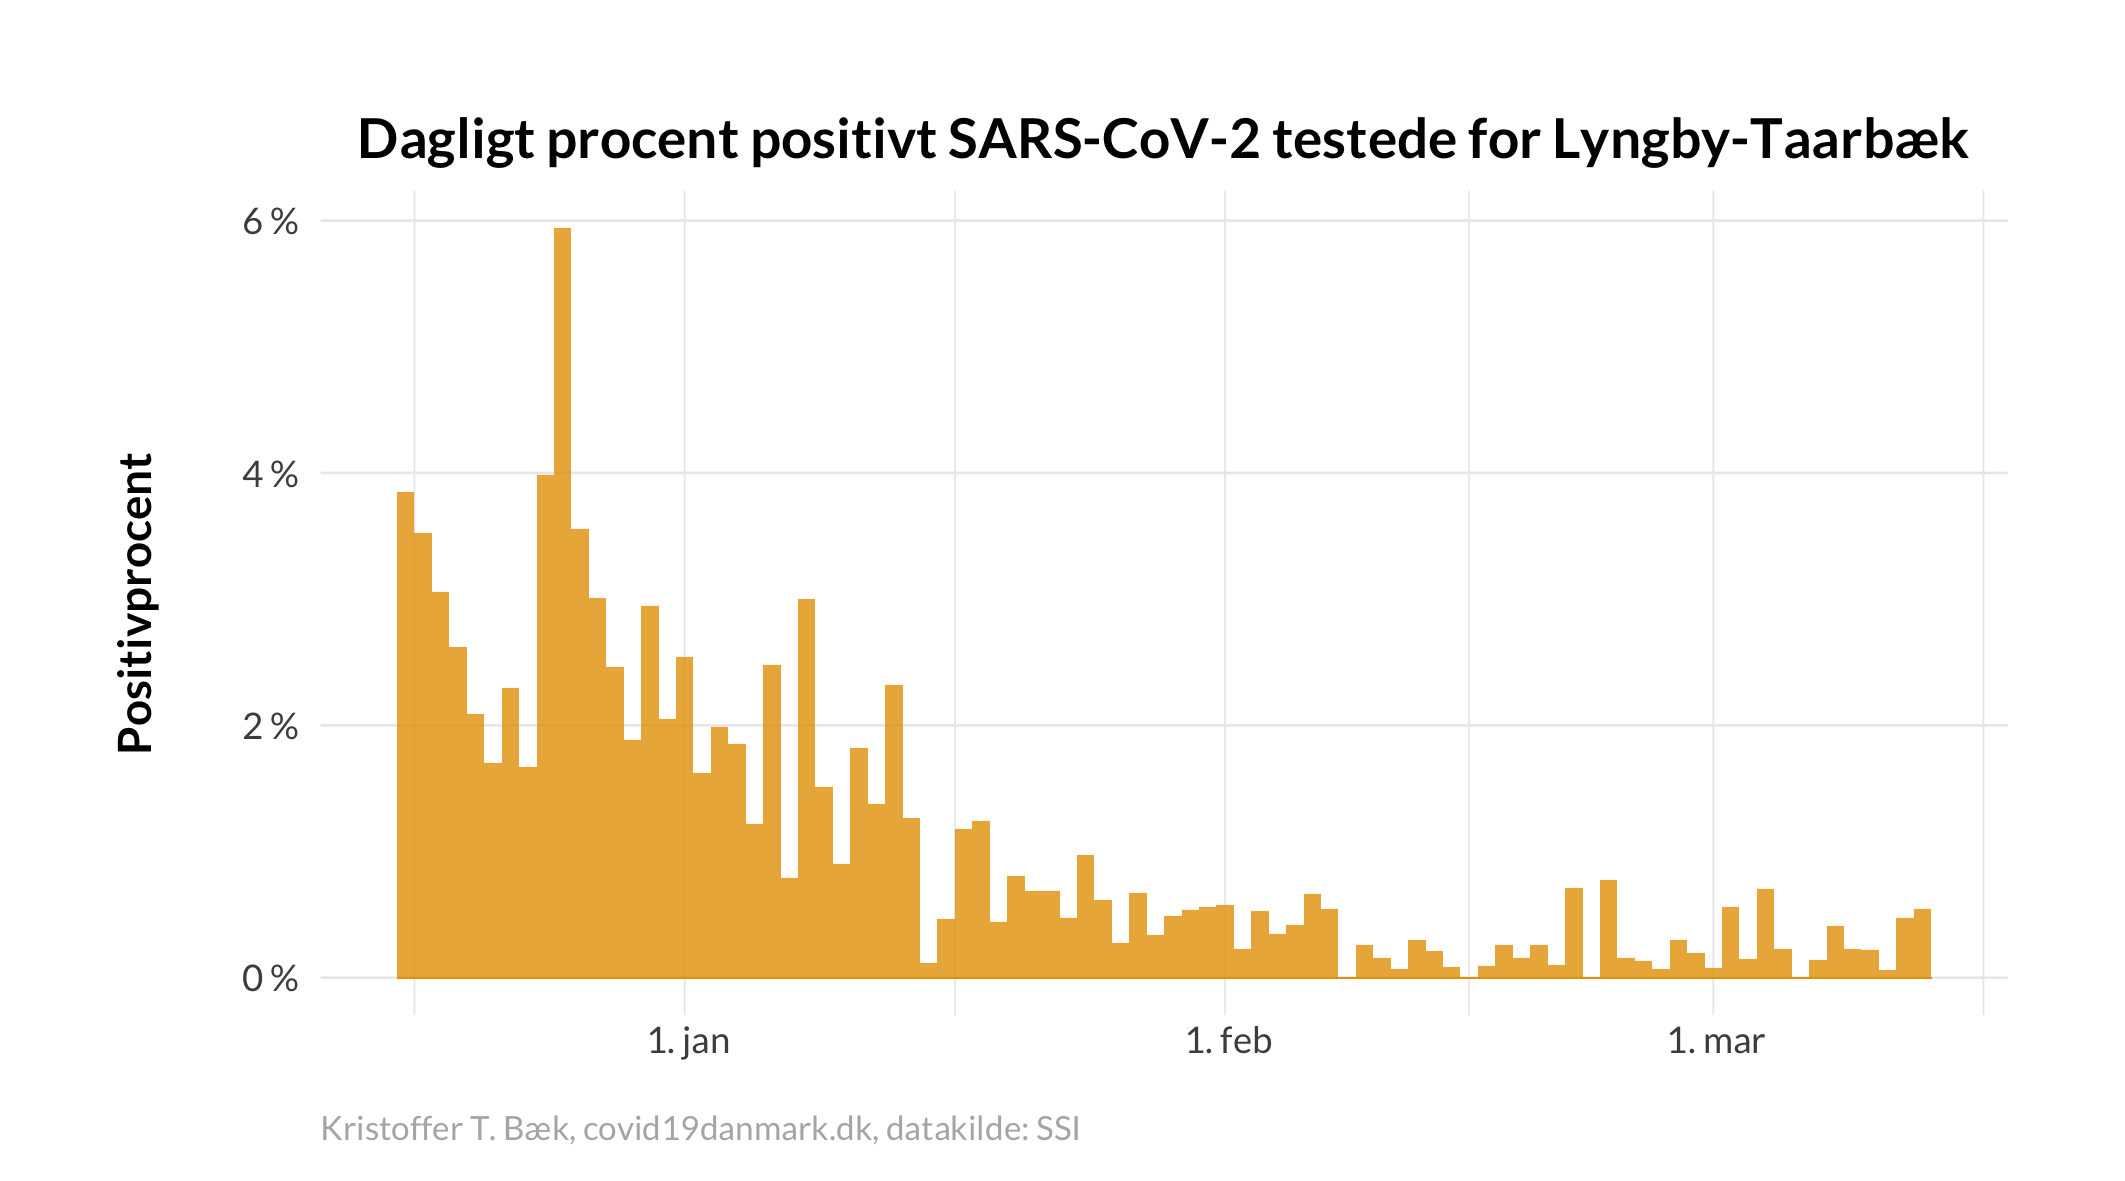 Dagligt procent positivt SARS-CoV-2 testede for Lyngby-Taarbæk
Positivprocent
6 %
4 %
2 %
0 %
1. jan
1. feb
1. mar
Kristoffer T. Bæk, covid19danmark.dk, datakilde: SSI